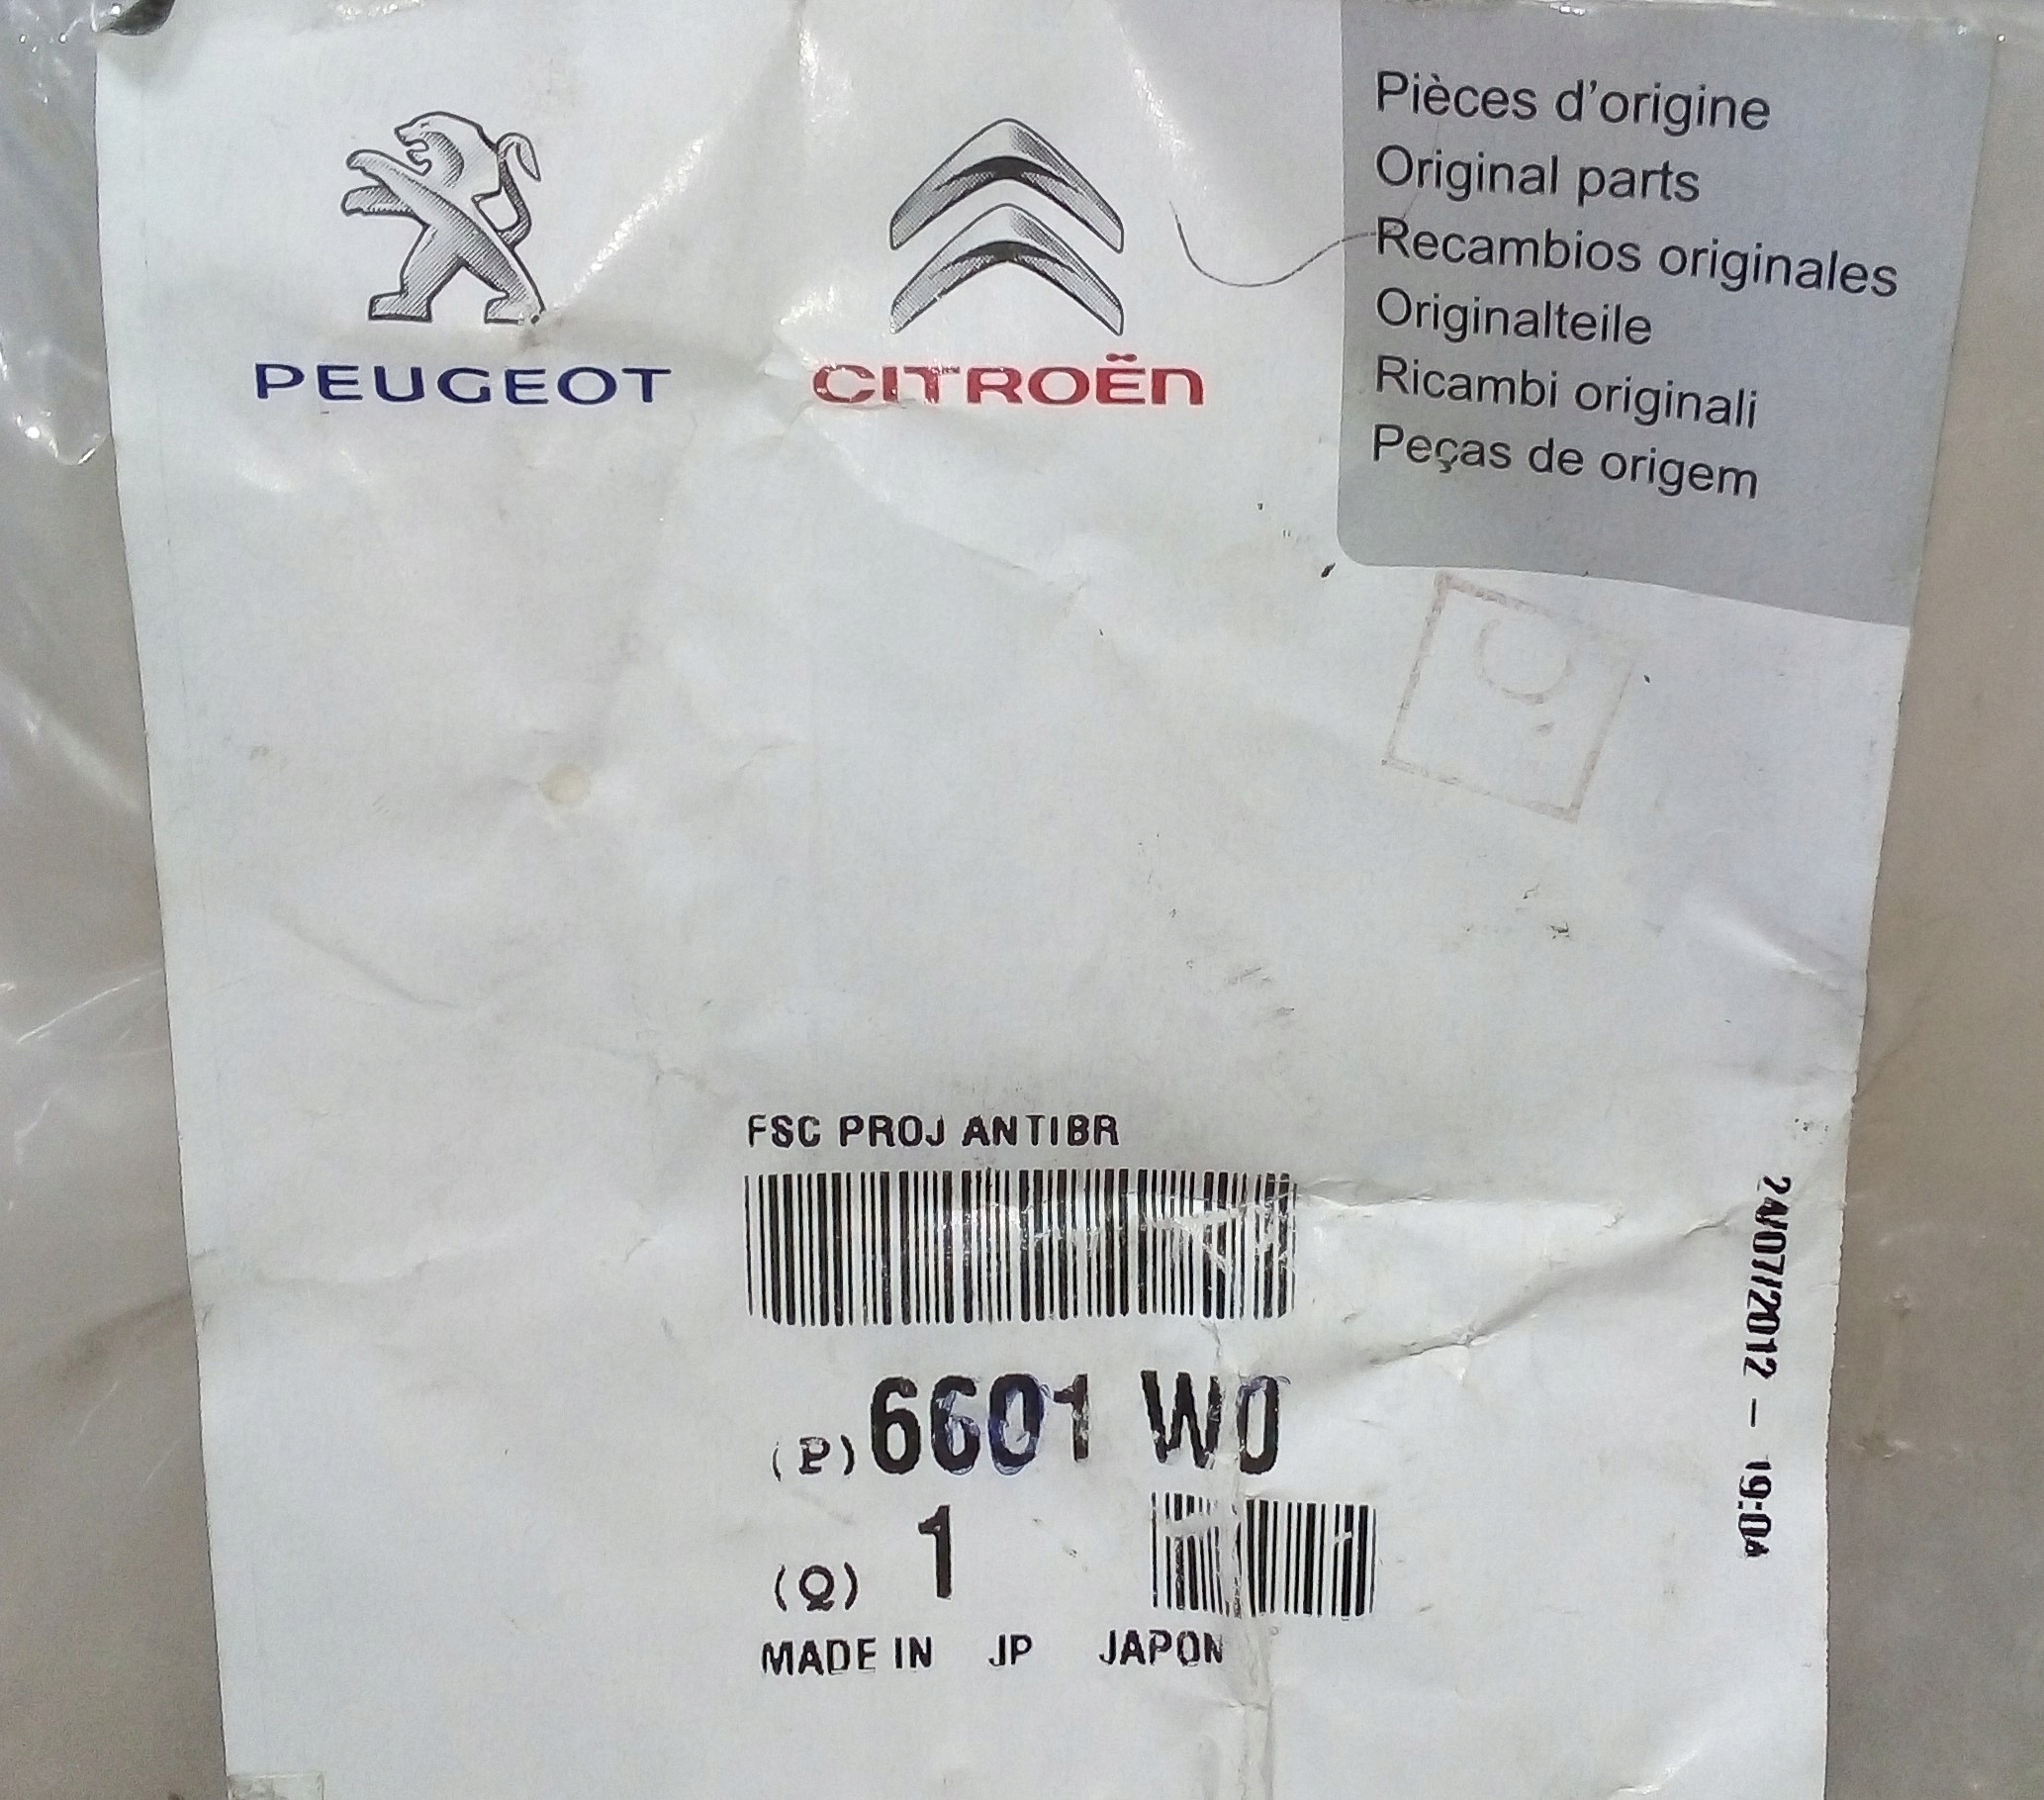 PEUGEOT
CITROËN
Pièces d'origine
Original parts
Recambios originales
Originalteile
Ricambi originali
Peças de origem
FSC PROJ ANTIBR
(P) 6601 W0
(Q) 1
MADE IN JP JAPON
24/07/2012 - 19:04